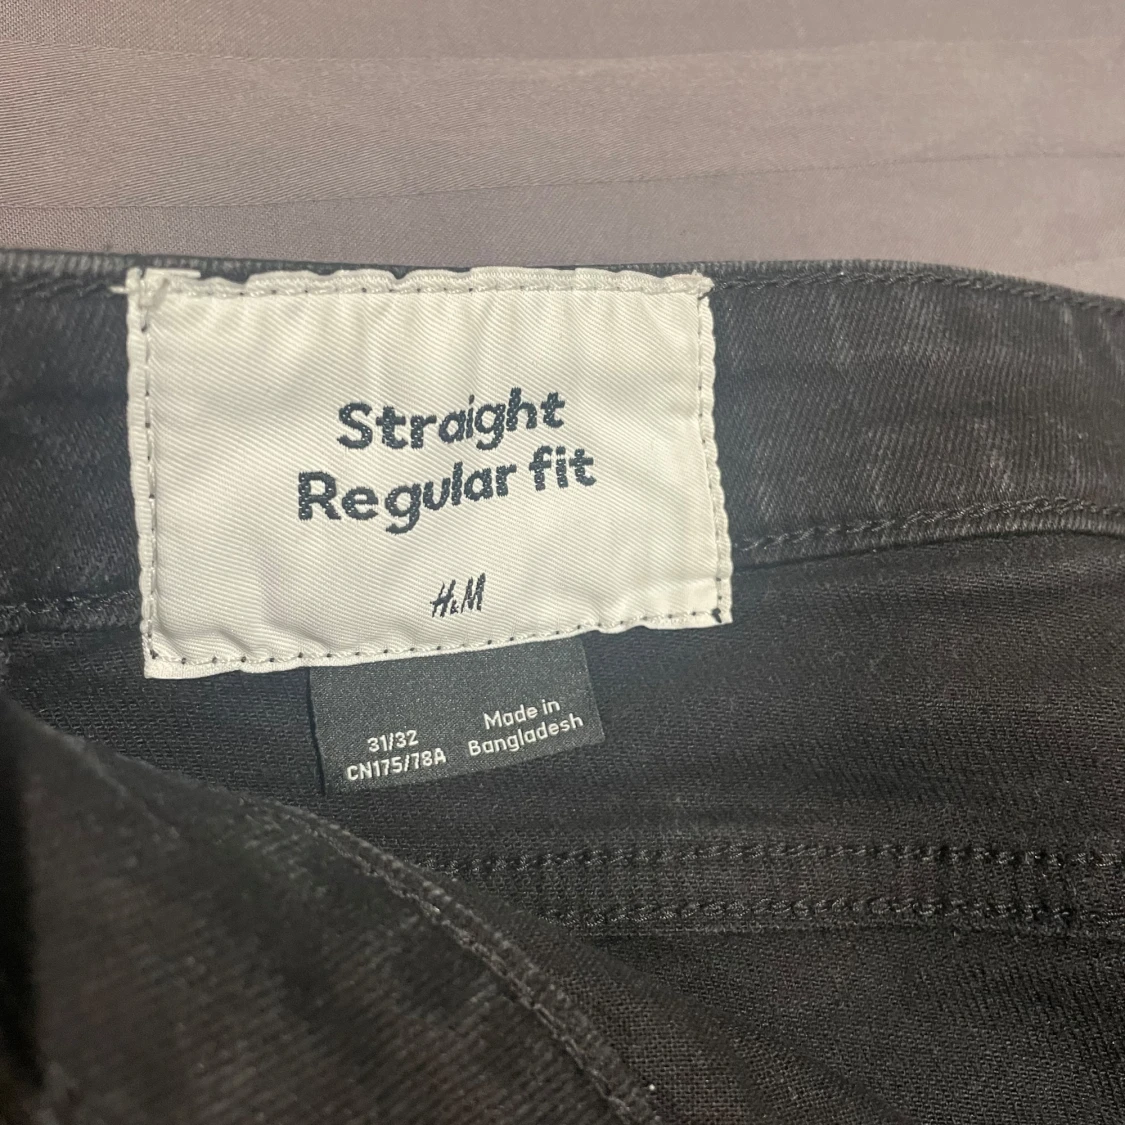 Straight
Regular fit
H&M
31/32
CN175/78A
Made in
Bangladesh